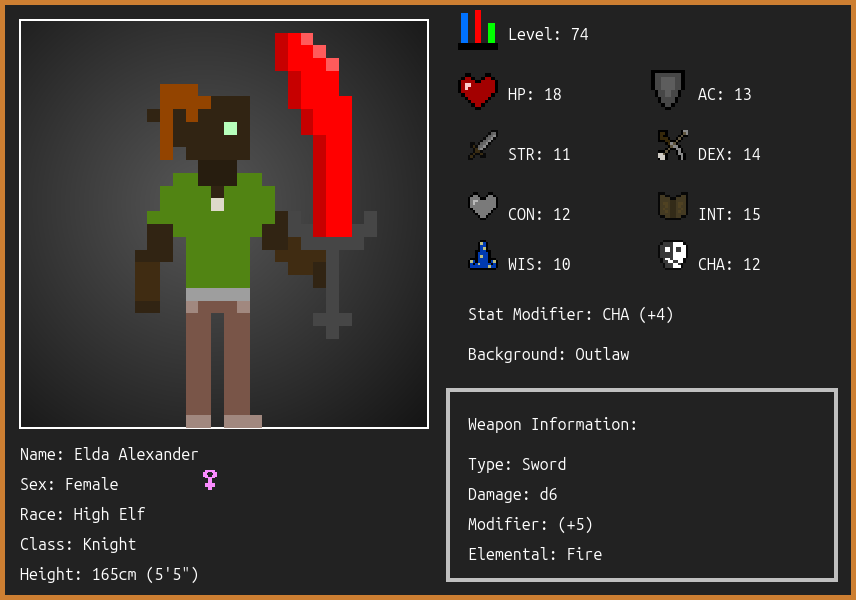 Level: 74
HP: 18
AC: 13
STR: 11
DEX: 14
CON: 12
INT: 15
WIS: 10
CHA: 12
Stat Modifier: CHA (+4)
Background: Outlaw
Weapon Information:
Type: Sword
Damage: d6
Modifier: (+5)
Elemental: Fire
Name: Elda Alexander
Sex: Female
Race: High Elf
Class: Knight
Height: 165cm (5'5")